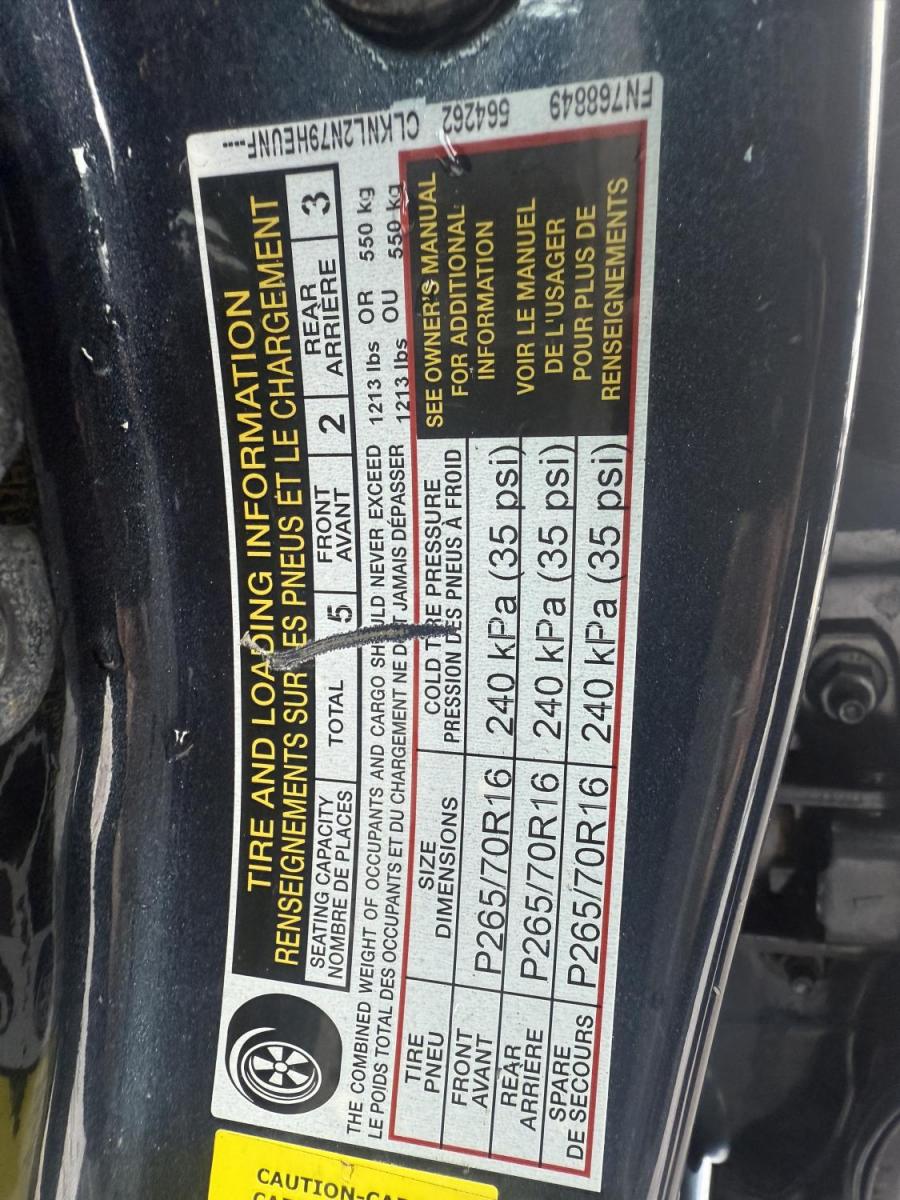 CLKNL2N79HEUNF---- 564262 FN768849
TIRE AND LOADING INFORMATION
RENSEIGNEMENTS SUR LES PNEUS ET LE CHARGEMENT
SEATING CAPACITY TOTAL 5 FRONT 2 REAR 3
NOMBRE DE PLACES AVANT ARRIÈRE
THE COMBINED WEIGHT OF OCCUPANTS AND CARGO SHOULD NEVER EXCEED 1213 lbs OR 550 kg
LE POIDS TOTAL DES OCCUPANTS ET DU CHARGEMENT NE DOIT JAMAIS DÉPASSER 1213 lbs OU 550 kg
TIRE SIZE COLD TIRE PRESSURE
PNEU DIMENSIONS PRESSION DES PNEUS À FROID
FRONT
AVANT P265/70R16 240 kPa (35 psi)
REAR
ARRIÈRE P265/70R16 240 kPa (35 psi)
SPARE
DE SECOURS P265/70R16 240 kPa (35 psi)
SEE OWNER'S MANUAL
FOR ADDITIONAL
INFORMATION
VOIR LE MANUEL
DE L'USAGER
POUR PLUS DE
RENSEIGNEMENTS